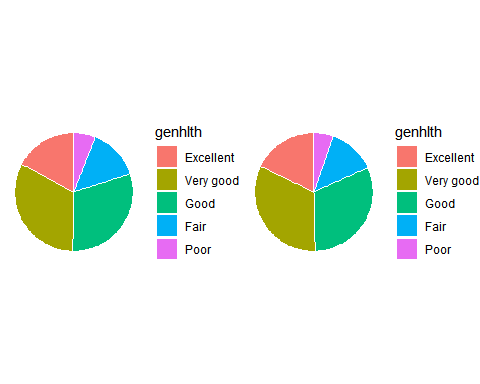 genhlth
Excellent
Very good
Good
Fair
Poor
genhlth
Excellent
Very good
Good
Fair
Poor